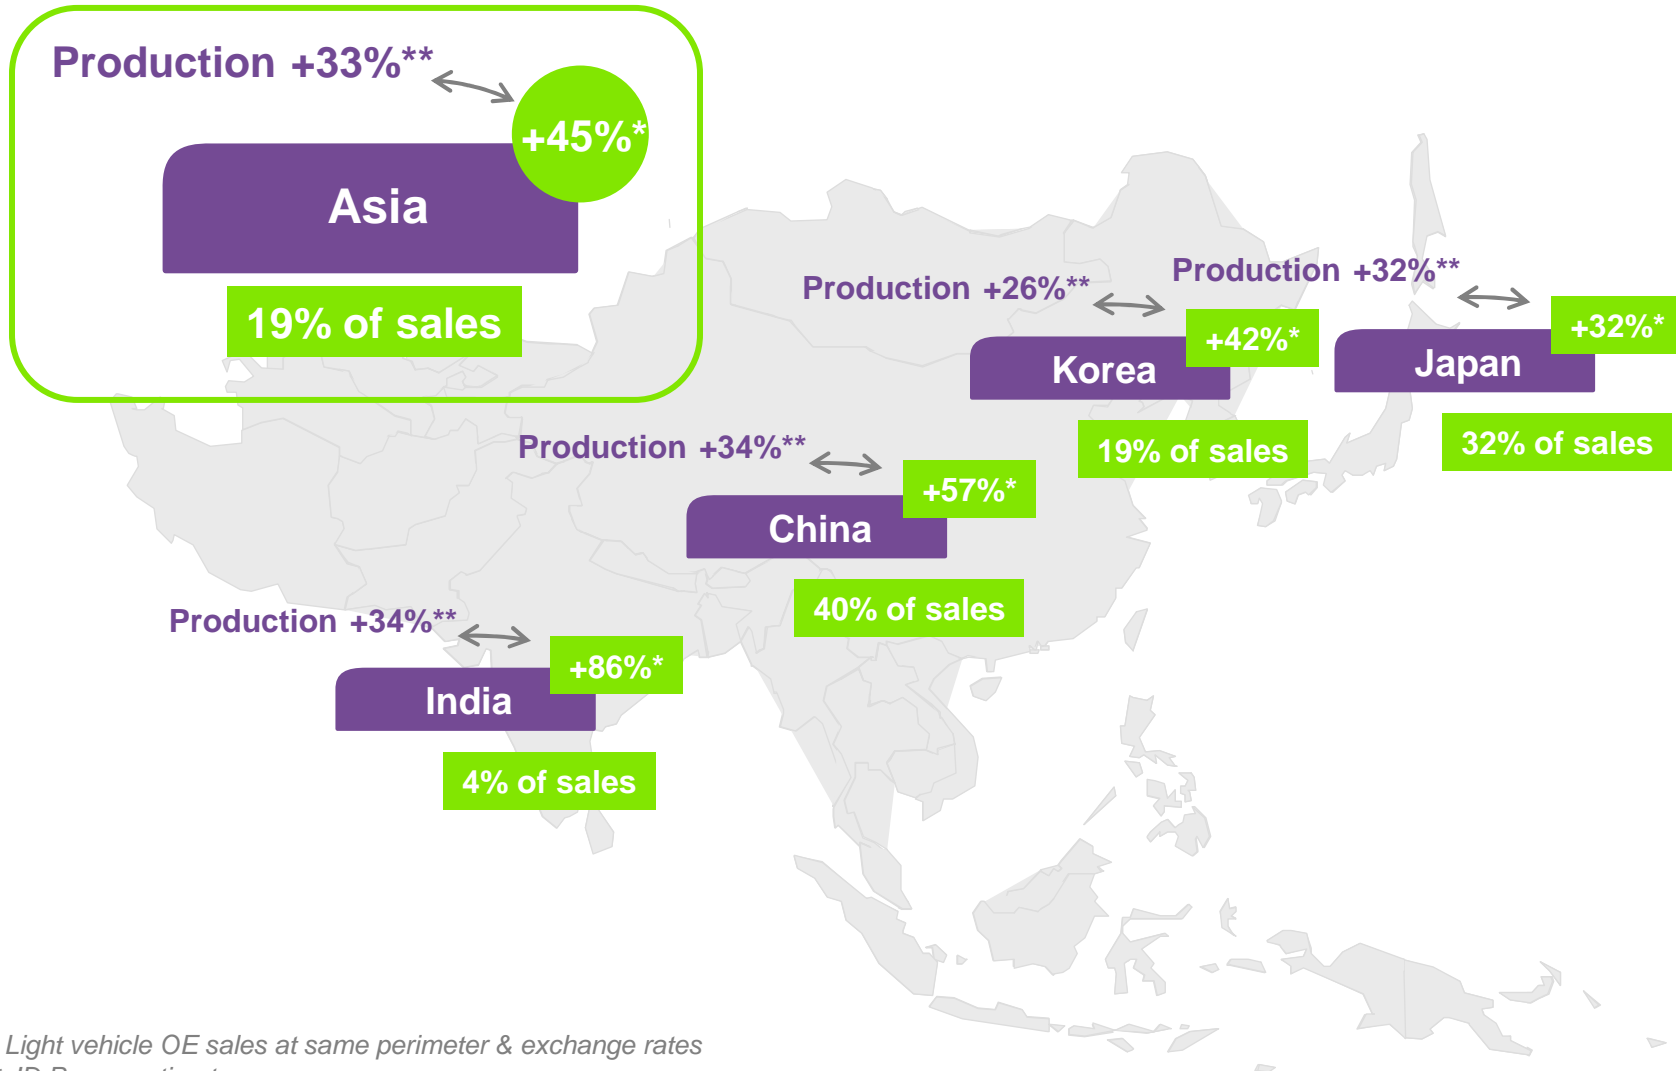 Production +33%**
+45%*
Asia
19% of sales
Production +26%**
+42%*
Korea
19% of sales
Production +32%**
+32%*
Japan
32% of sales
Production +34%**
+57%*
China
40% of sales
Production +34%**
+86%*
India
4% of sales
Light vehicle OE sales at same perimeter & exchange rates